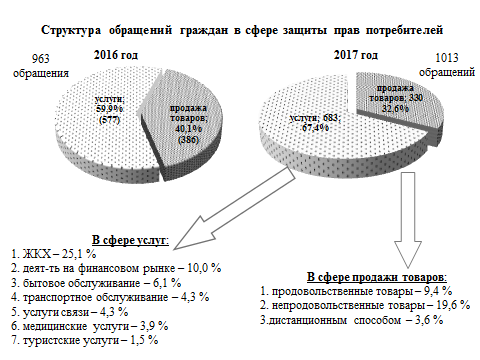 Структура обращений граждан в сфере защиты прав потребителей
963
обращения
2016 год
услуги;
59,9%
(577)
продажа
товаров;
40,1%
(386)
2017 год
1013
обращений
продажа
товаров; 330
32,6%
услуги; 683;
67,4%
В сфере услуг:
1. ЖКХ – 25,1 %
2. деят-ть на финансовом рынке – 10,0 %
3. бытовое обслуживание – 6,1 %
4. транспортное обслуживание – 4,3 %
5. услуги связи – 4,3 %
6. медицинские услуги – 3,9 %
7. туристские услуги – 1,5 %
В сфере продажи товаров:
1. продовольственные товары – 9,4 %
2. непродовольственные товары – 19,6 %
3.дистанционным способом – 3,6 %